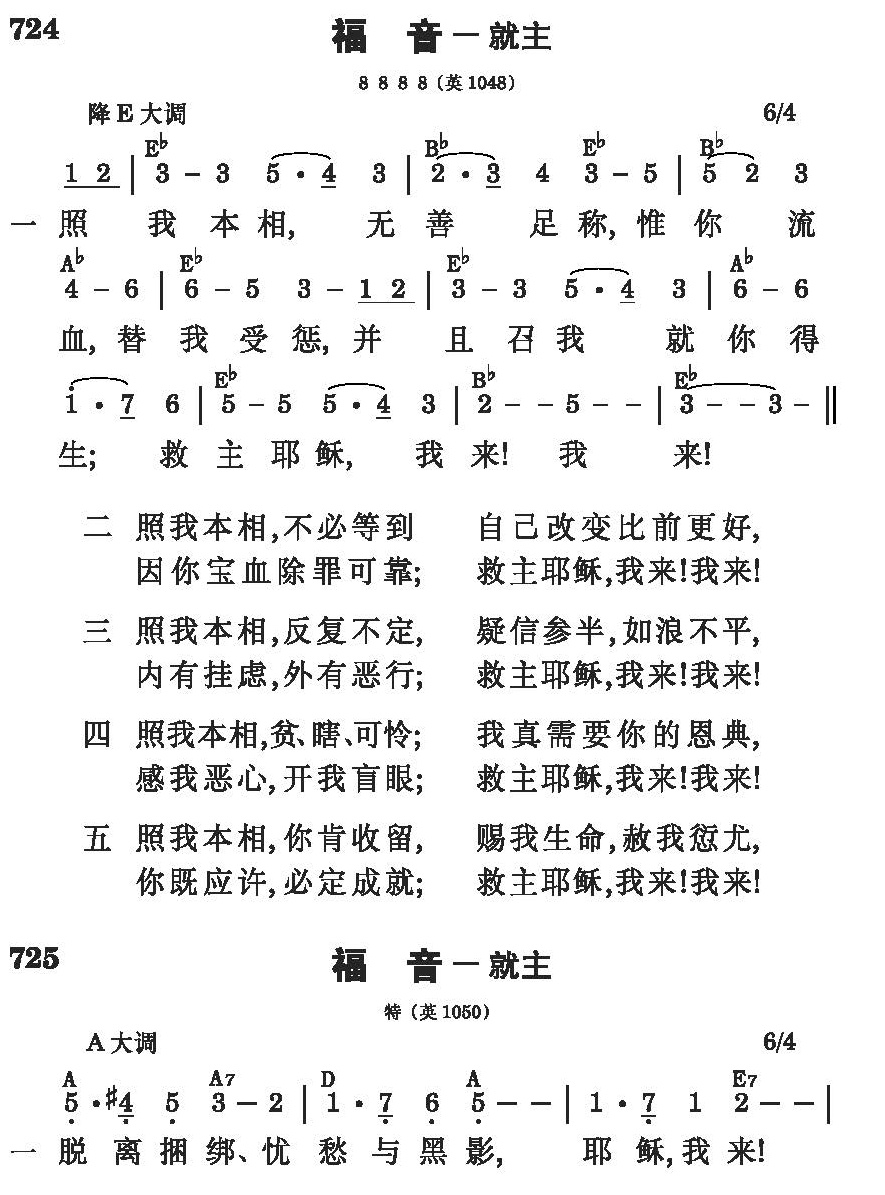 724
福 音－就主
8 8 8 8（英1048）
降E大调 6/4
E♭ B♭ E♭ B♭
1 2 | 3 – 3 5 · 4 3 | 2 · 3 4 3 – 5 | 5 2 3
一 照 我 本 相, 无 善 足 称, 惟 你 流
A♭ E♭ E♭ A♭
4 – 6 | 6 – 5 3 – 1 2 | 3 – 3 5 · 4 3 | 6 – 6
血, 替 我 受 惩, 并 且 召 我 就 你 得
E♭ B♭ E♭
i · 7 6 | 5 – 5 5 · 4 3 | 2 – – 5 – – | 3 – – 3 – ‖
生; 救 主 耶 稣, 我 来! 我 来!
二 照我本相,不必等到 自己改变比前更好,
因你宝血除罪可靠; 救主耶稣,我来!我来!
三 照我本相,反复不定, 疑信参半,如浪不平,
内有挂虑,外有恶行; 救主耶稣,我来!我来!
四 照我本相,贫、瞎、可怜; 我真需要你的恩典,
感我恶心,开我盲眼; 救主耶稣,我来!我来!
五 照我本相,你肯收留, 赐我生命,赦我愆尤,
你既应许,必定成就; 救主耶稣,我来!我来!
725
福 音－就主
特（英1050）
A大调 6/4
A A7 D A E7
5̣ · ♯4̣ 5̣ 3 – 2 | 1 · 7̣ 6̣ 5̣ – – | 1 · 7̣ 1 2 – – |
一 脱 离 捆 绑、忧 愁 与 黑 影, 耶 稣,我 来!